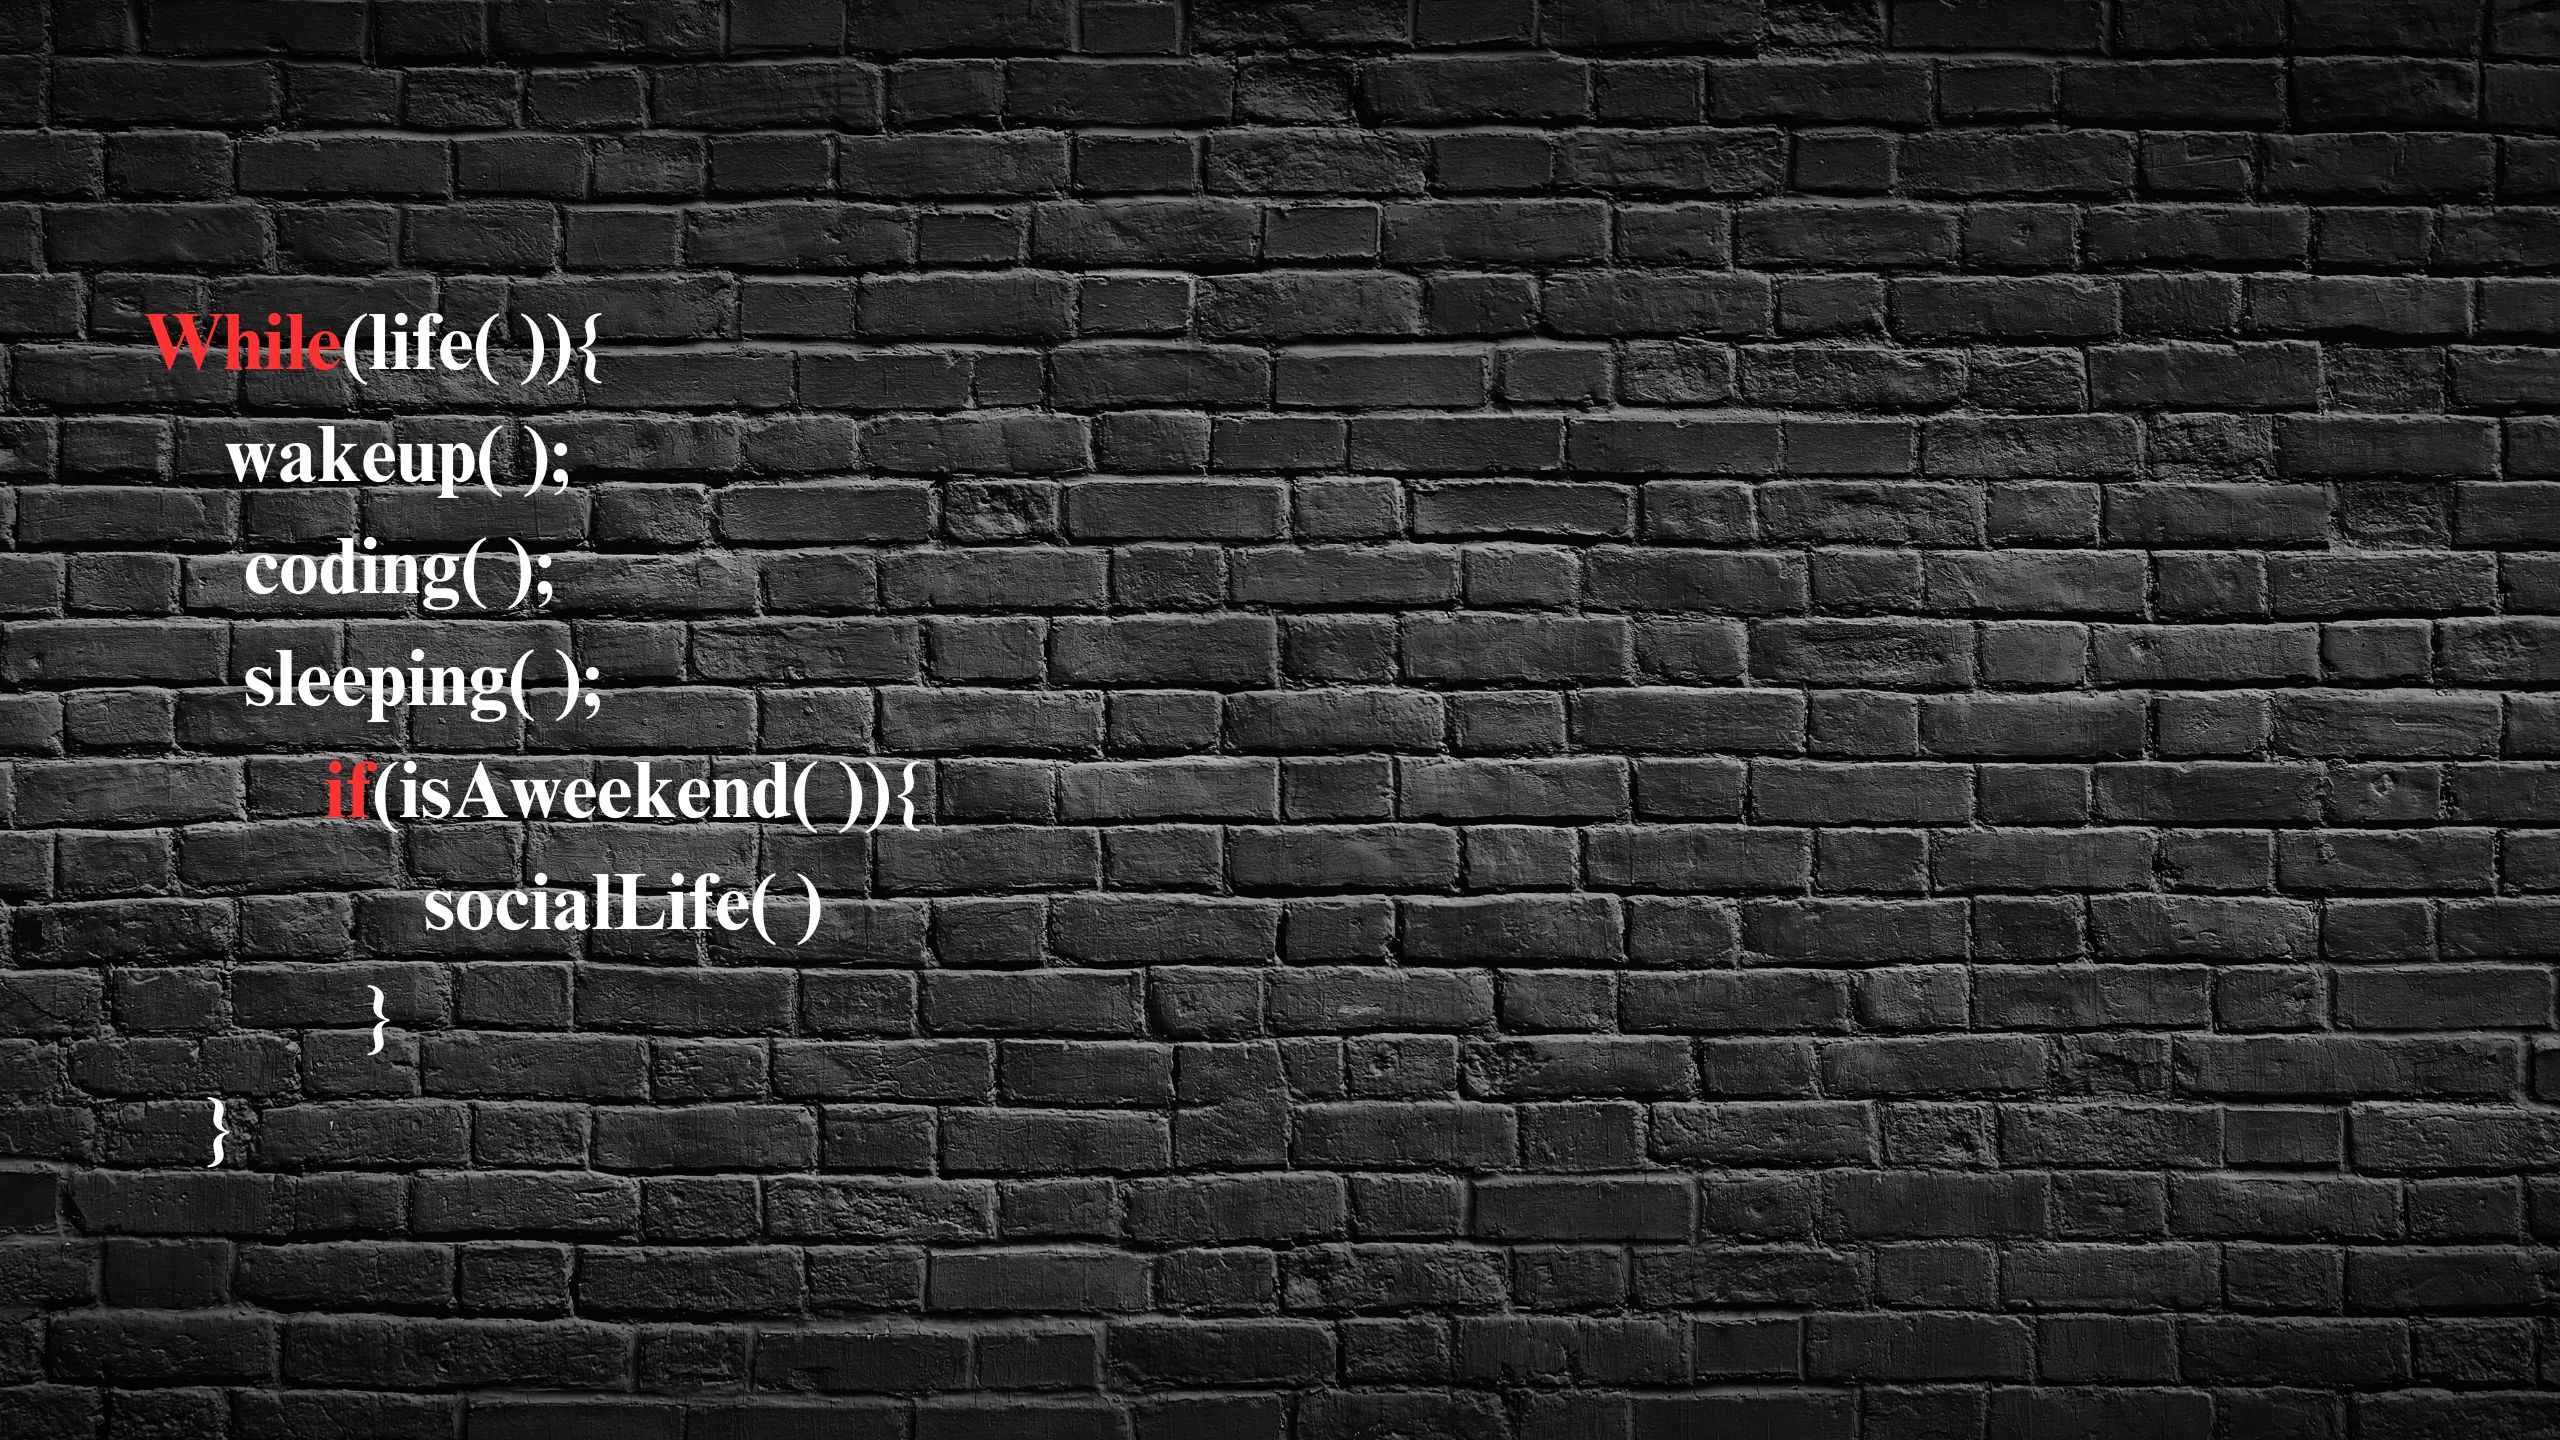 While(life( )){
wakeup( );
coding( );
sleeping( );
if(isAweekend( )){
socialLife( )
}
}